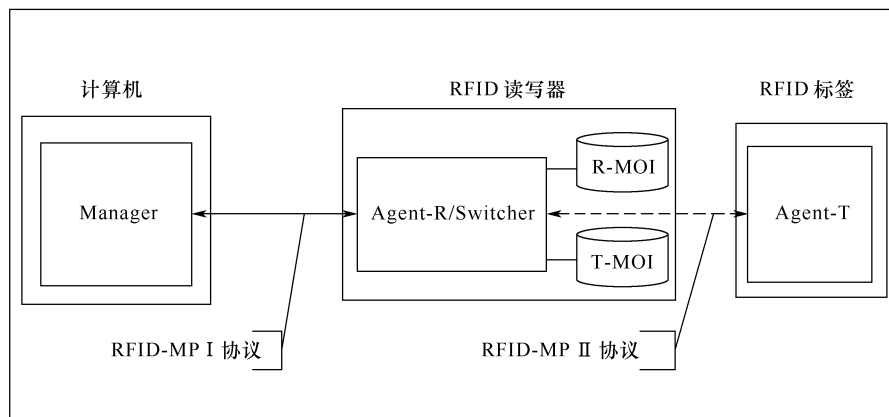 计算机
RFID 读写器
RFID 标签
Manager
Agent-R/Switcher
R-MOI
T-MOI
Agent-T
RFID-MP Ⅰ 协议
RFID-MP Ⅱ 协议